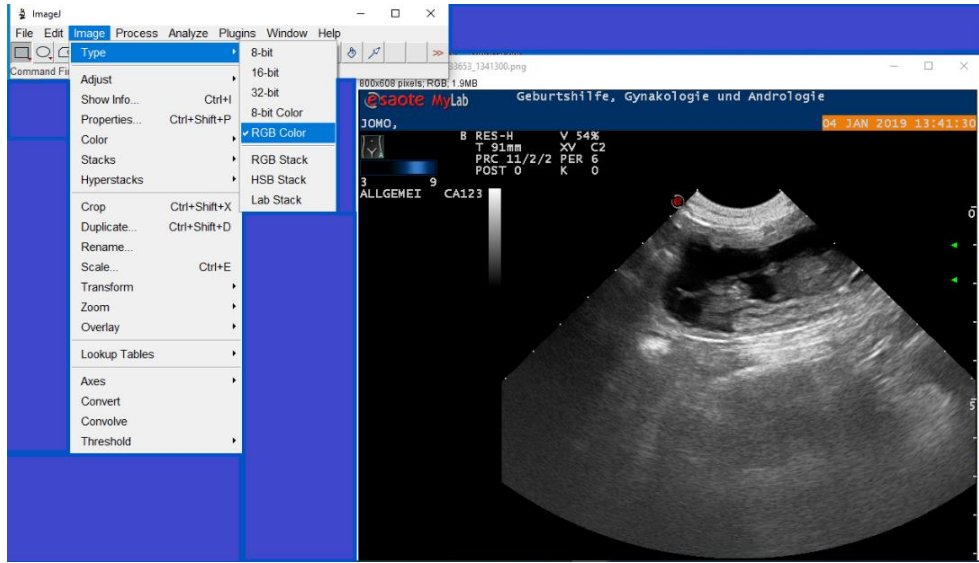 ImageJ
File Edit Image Process Analyze Plugins Window Help
Type
8-bit
16-bit
32-bit
8-bit Color
RGB Color
RGB Stack
HSB Stack
Lab Stack
Adjust
Show Info... Ctrl+I
Properties... Ctrl+Shift+P
Color
Stacks
Hyperstacks
Crop Ctrl+Shift+X
Duplicate... Ctrl+Shift+D
Rename...
Scale... Ctrl+E
Transform
Zoom
Overlay
Lookup Tables
Axes
Convert
Convolve
Threshold
Command
33653_1341300.png
800x608 pixels; RGB; 1.9MB
esaote MyLab Geburtshilfe, Gynakologie und Andrologie
JOMO, 04 JAN 2019 13:41:30
B RES-H V 54%
T 91mm XV C2
PRC 11/2/2 PER 6
POST 0 K 0
3 9
ALLGEMEI CA123
e
0
5